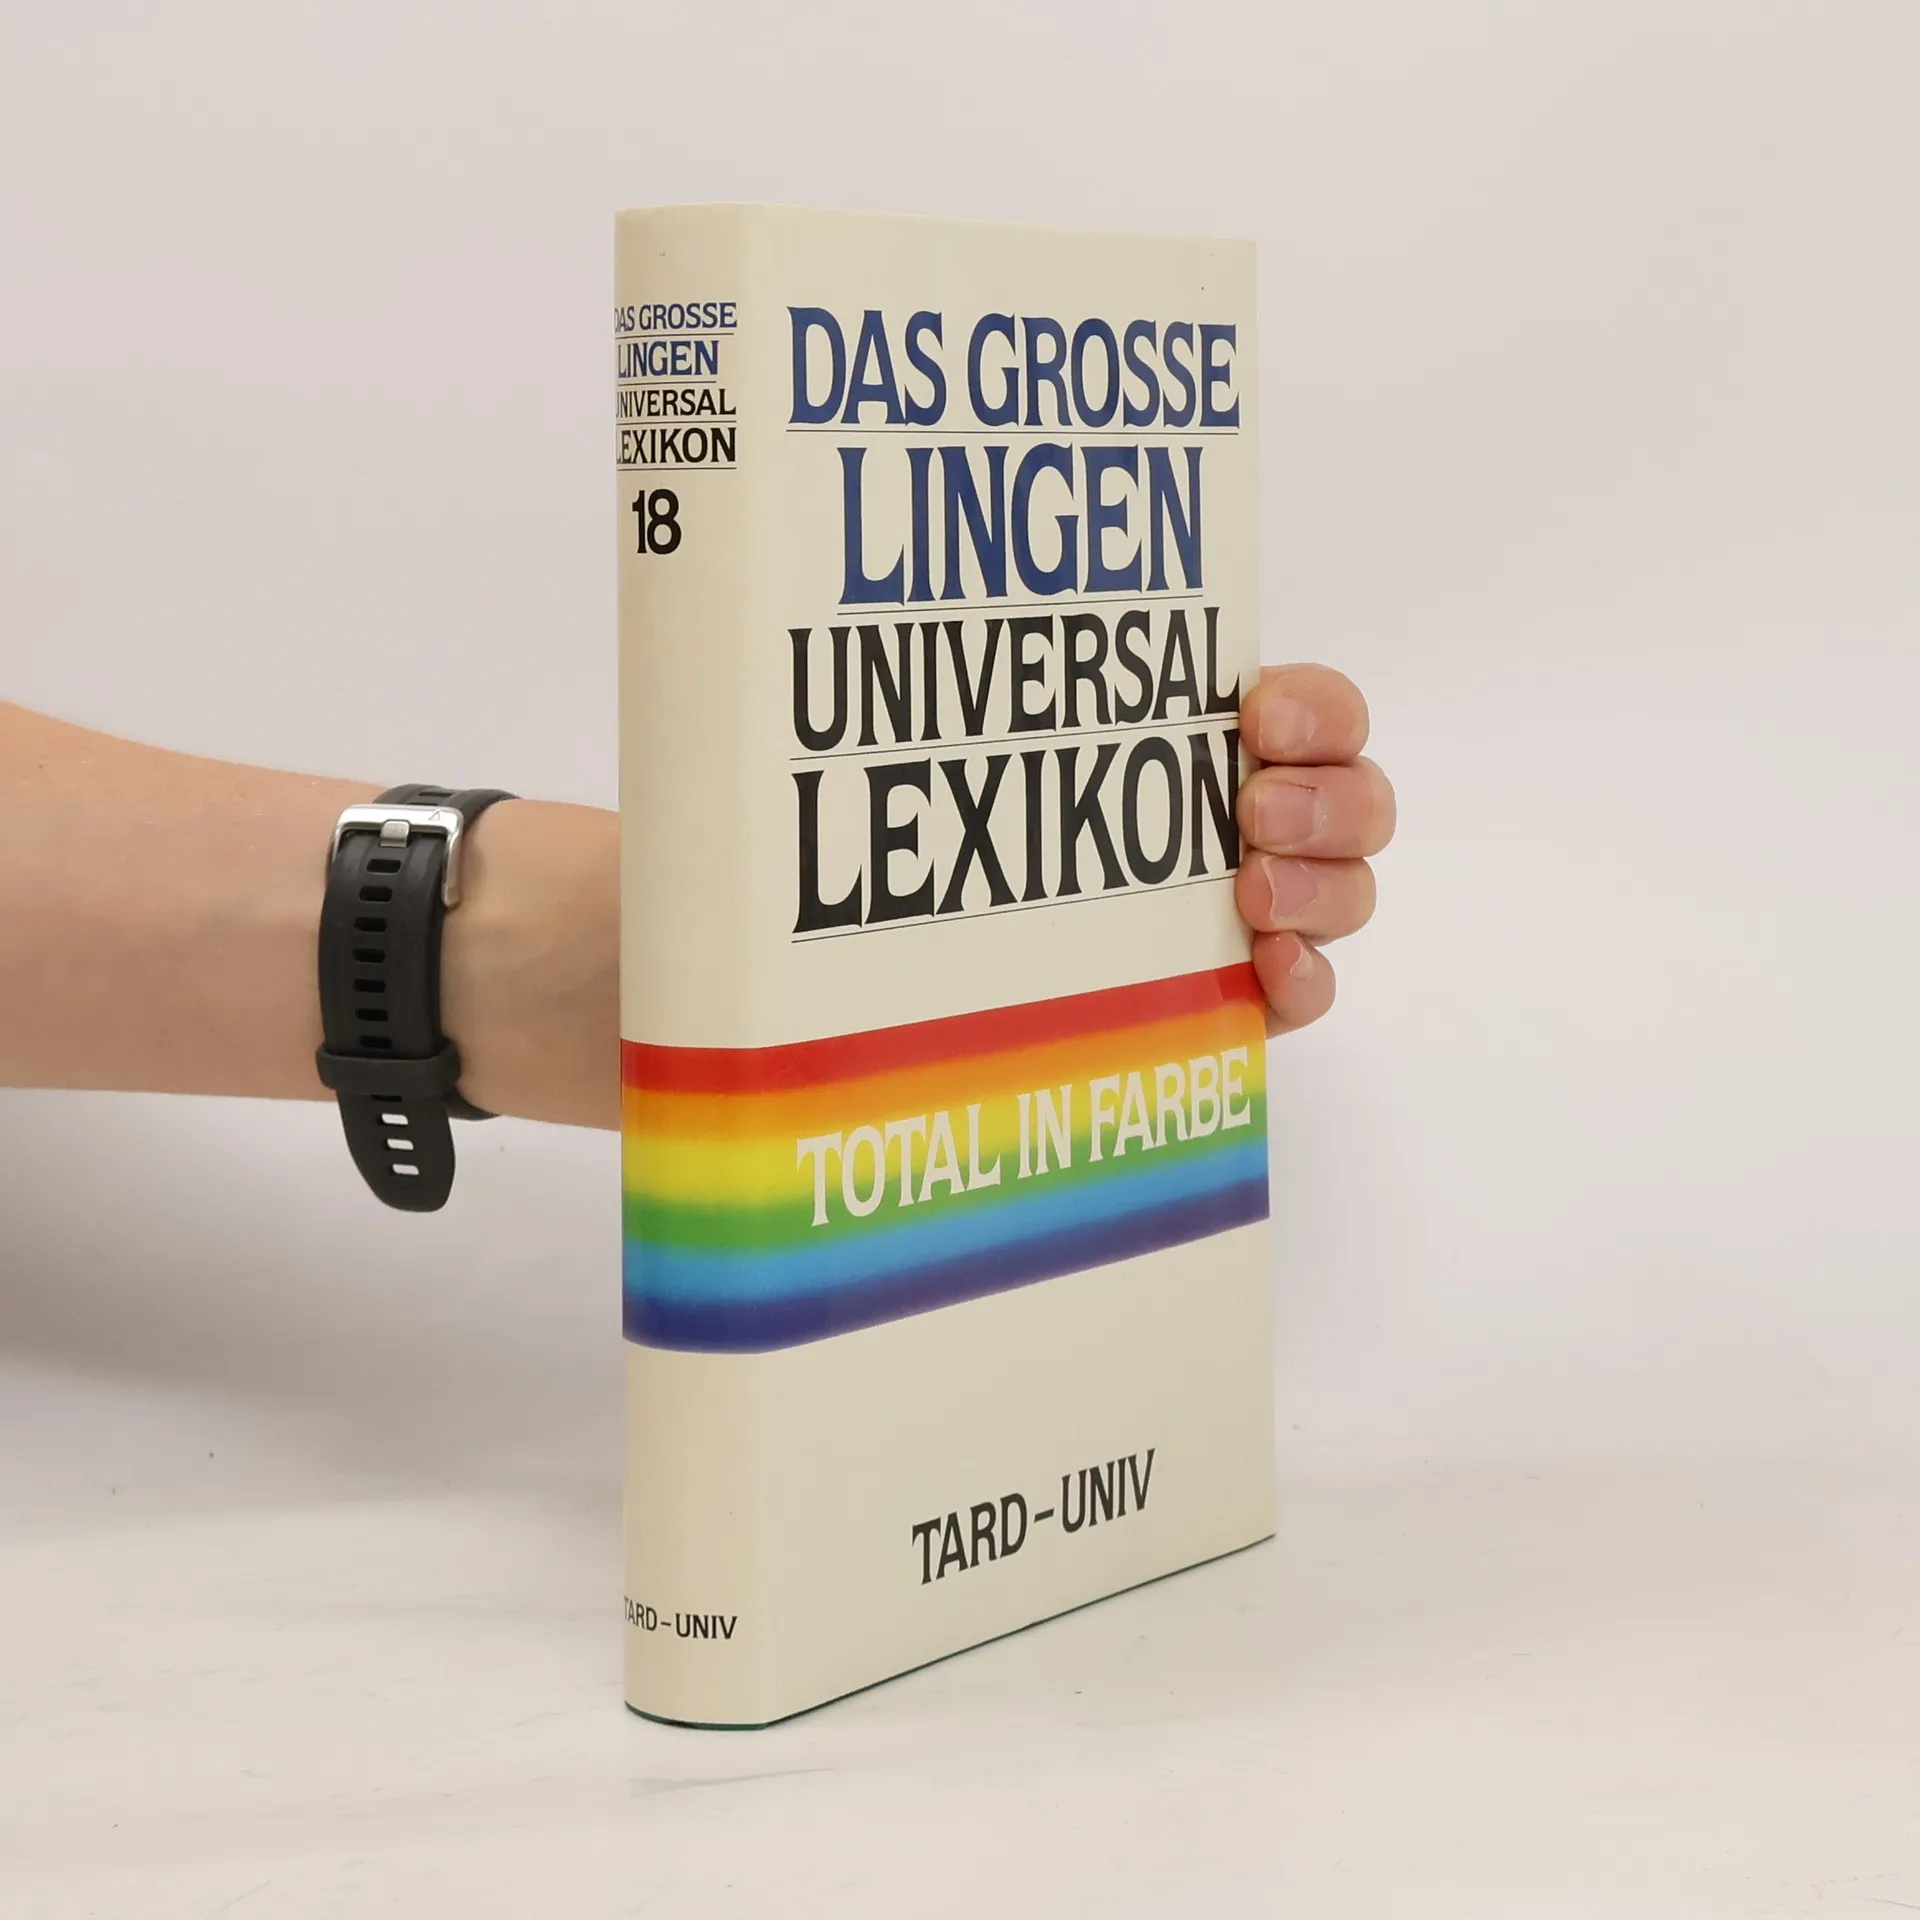 DAS GROSSE
LINGEN
UNIVERSAL
LEXIKON
18
TARD-UNIV
DAS GROSSE
LINGEN
UNIVERSAL
LEXIKON
TOTAL IN FARBE
TARD-UNIV